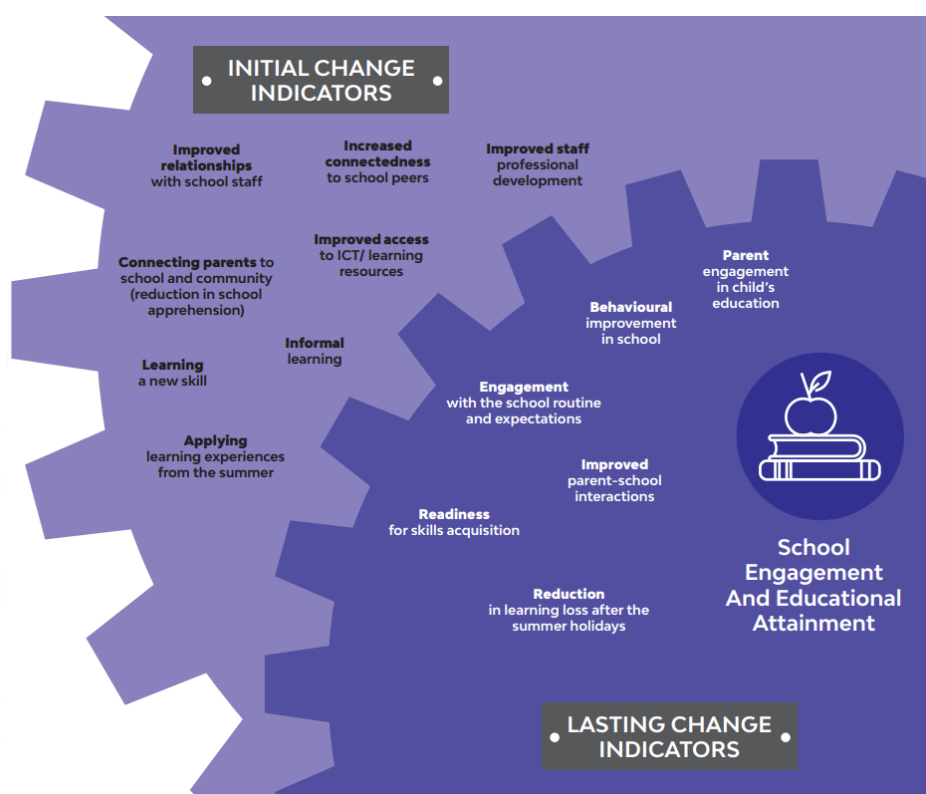 INITIAL CHANGE
INDICATORS
Improved
relationships
with school staff
Increased
connectedness
to school peers
Improved staff
professional
development
Connecting parents to
school and community
(reduction in school
apprehension)
Improved access
to ICT/ learning
resources
Informal
learning
Learning
a new skill
Applying
learning experiences
from the summer
Parent
engagement
in child's
education
Behavioural
improvement
in school
Engagement
with the school routine
and expectations
Improved
parent-school
interactions
Readiness
for skills acquisition
Reduction
in learning loss after the
summer holidays
School
Engagement
And Educational
Attainment
LASTING CHANGE
INDICATORS